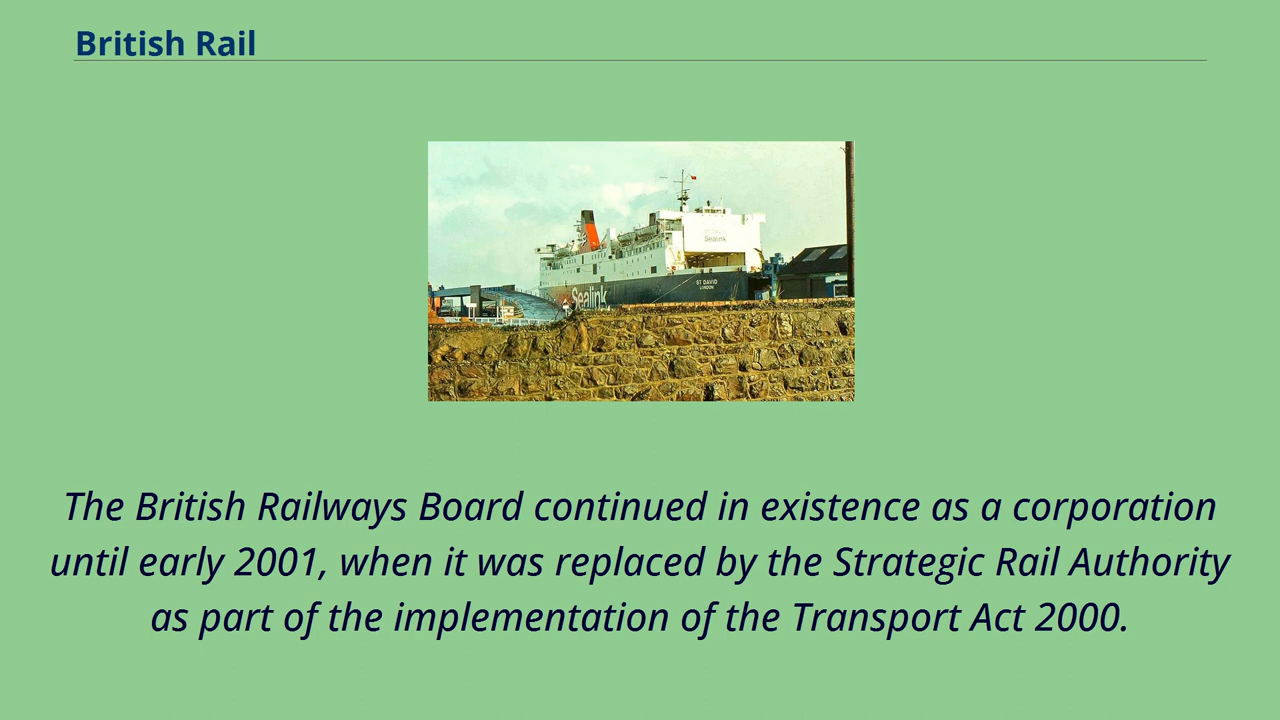 British Rail
Sealink
ST DAVID
LONDON
Sealink
The British Railways Board continued in existence as a corporation
until early 2001, when it was replaced by the Strategic Rail Authority
as part of the implementation of the Transport Act 2000.